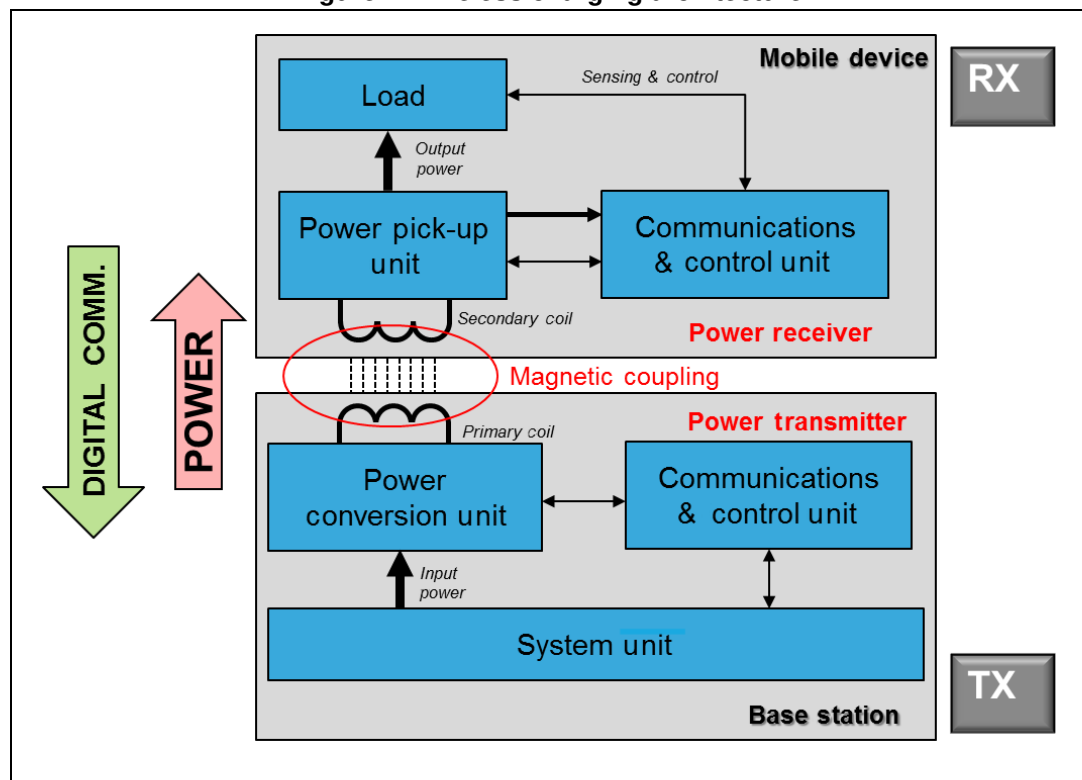 Mobile device
RX
Load
Sensing & control
Output
power
Power pick-up
unit
Communications
& control unit
Secondary coil
Power receiver
DIGITAL COMM.
POWER
Magnetic coupling
Power transmitter
Primary coil
Power
conversion unit
Communications
& control unit
Input
power
System unit
TX
Base station